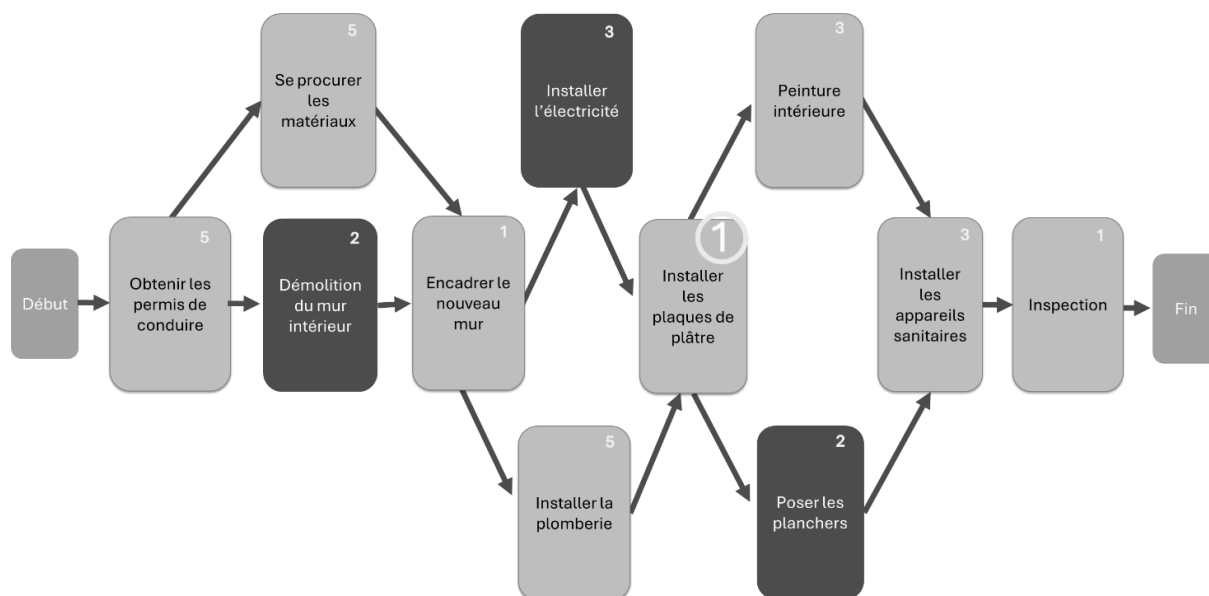 Début
5
Obtenir les
permis de
conduire
5
Se procurer
les
matériaux
2
Démolition
du mur
intérieur
1
Encadrer le
nouveau
mur
3
Installer
l’électricité
5
Installer la
plomberie
1
Installer
les
plaques de
plâtre
3
Peinture
intérieure
2
Poser les
planchers
3
Installer
les
appareils
sanitaires
1
Inspection
Fin